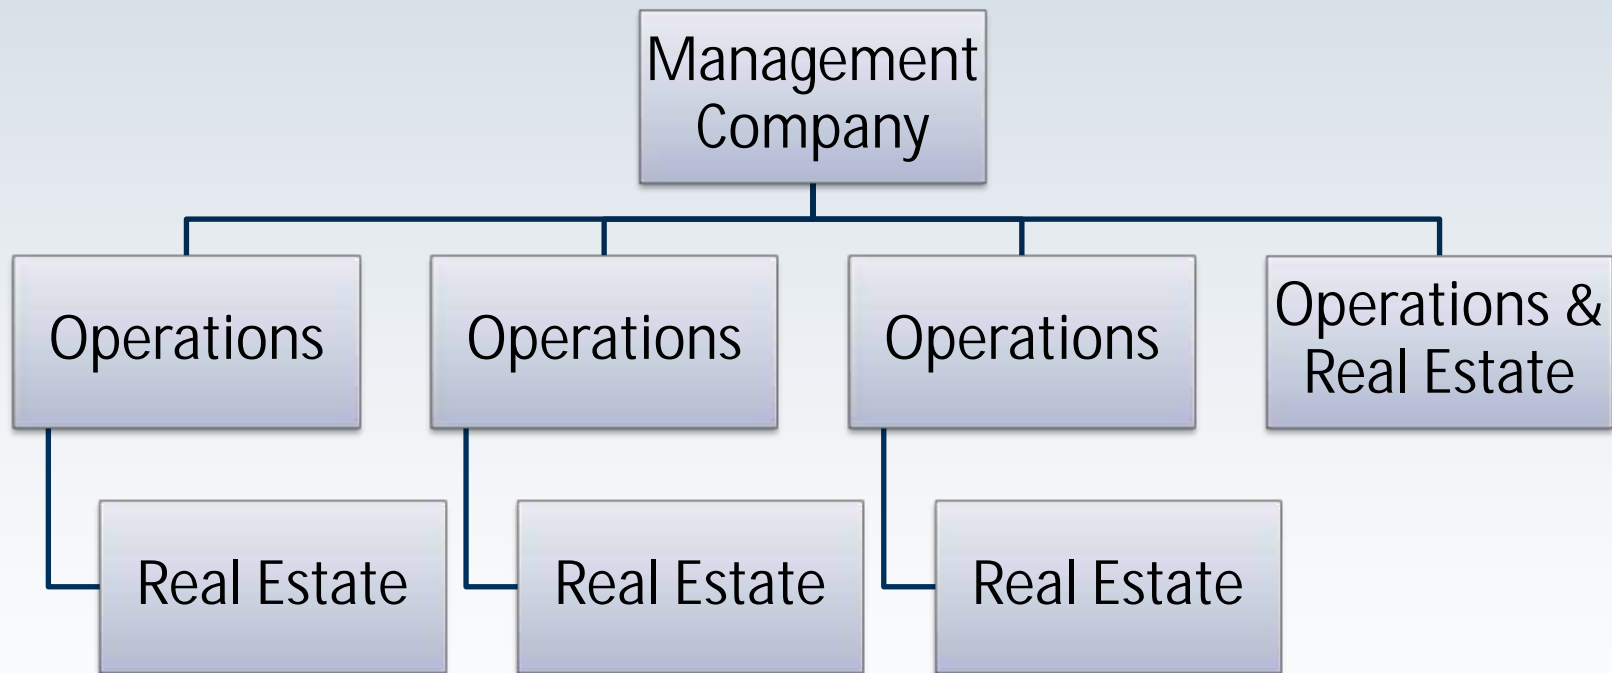 Management
Company
Operations
Operations
Operations
Operations &
Real Estate
Real Estate
Real Estate
Real Estate